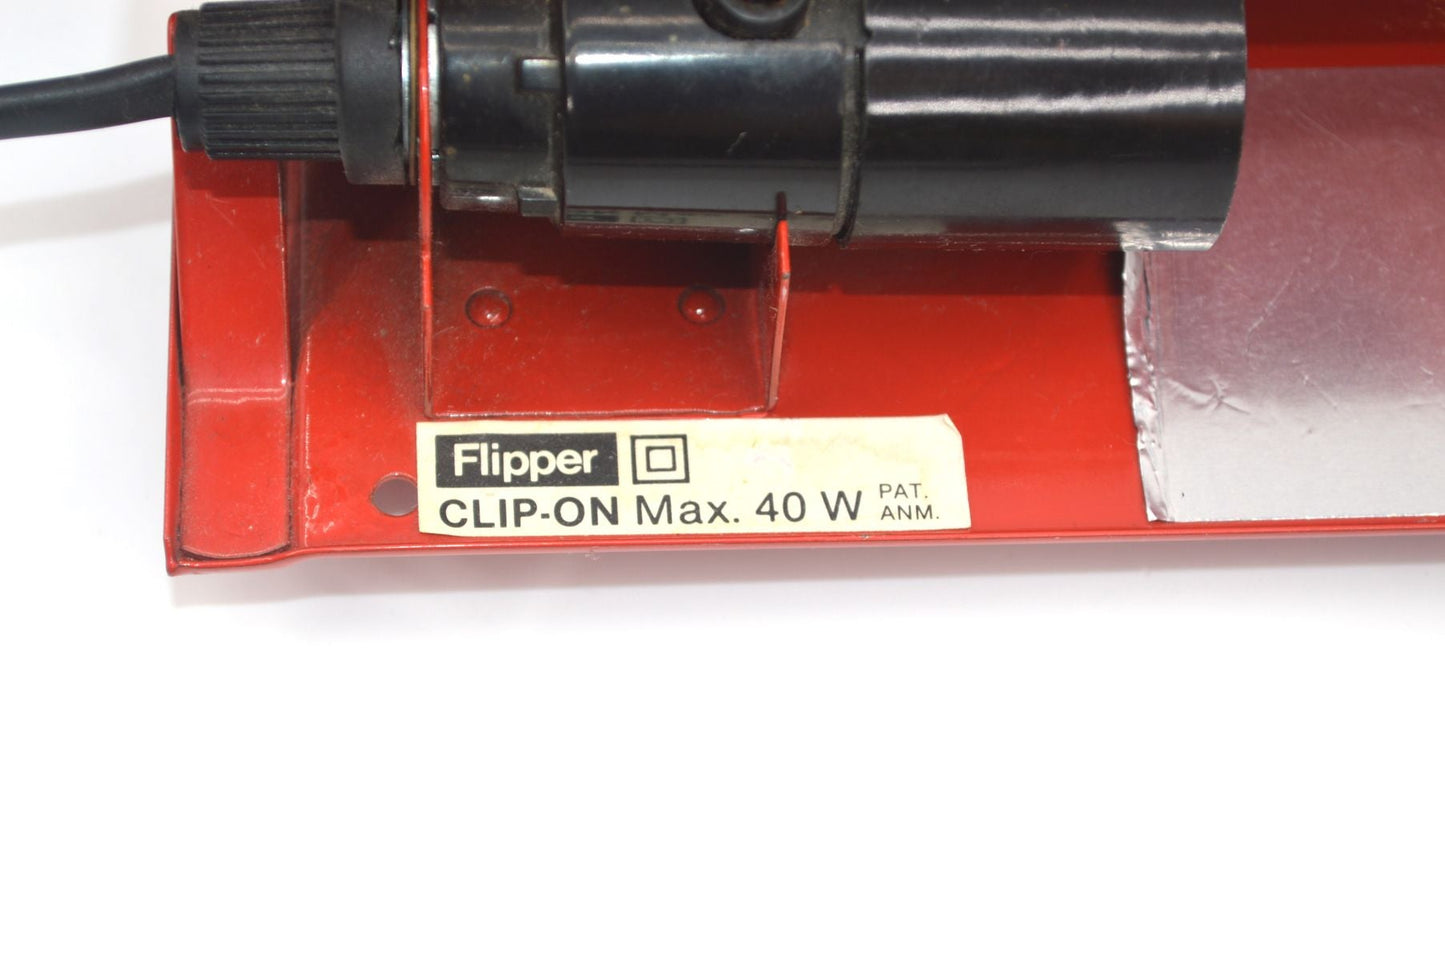 Flipper
CLIP-ON Max. 40 W PAT.
ANM.